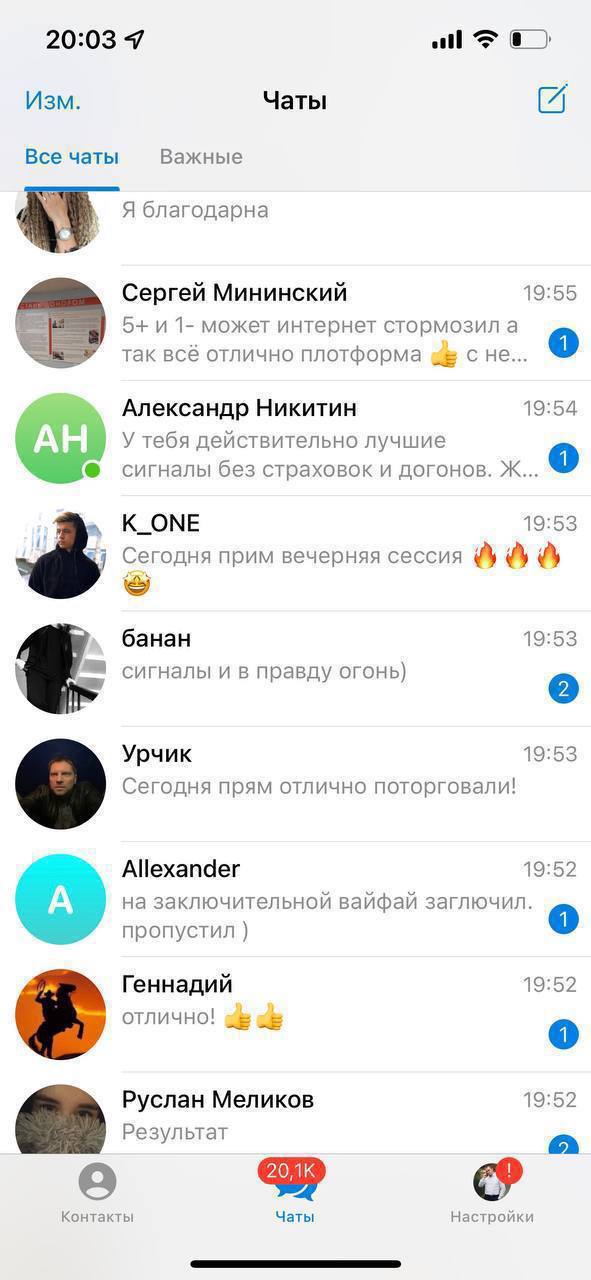 20:03
Изм.
Чаты
Все чаты
Важные
Я благодарна
Сергей Мининский
19:55
5+ и 1- может интернет стормозил а
так всё отлично плотформа 👍 с не...
1
АН
Александр Никитин
19:54
У тебя действительно лучшие
сигналы без страховок и догонов. Ж...
1
K_ONE
19:53
Сегодня прим вечерняя сессия 🔥🔥🔥
🤩
банан
19:53
сигналы и в правду огонь)
2
Урчик
19:53
Сегодня прям отлично поторговали!
A
Allexander
19:52
на заключительной вайфай заглючил.
пропустил )
1
Геннадий
19:52
отлично! 👍👍
1
Руслан Меликов
19:52
Результат
2
20,1K
!
Контакты
Чаты
Настройки